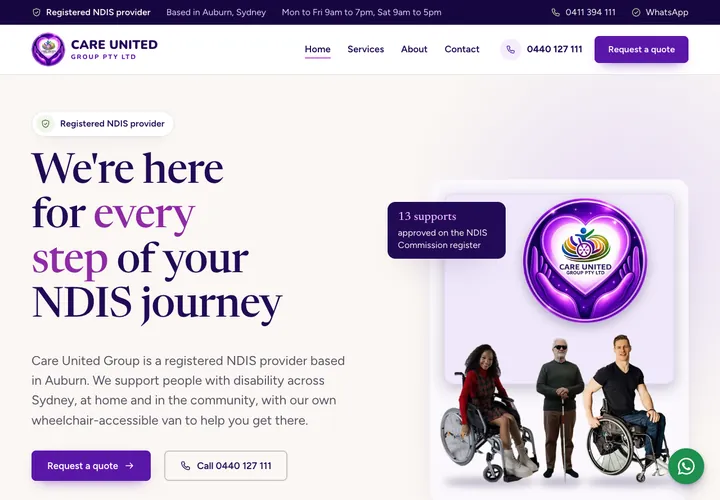 Registered NDIS provider
Based in Auburn, Sydney
Mon to Fri 9am to 7pm, Sat 9am to 5pm
0411 394 111
WhatsApp
CARE UNITED
GROUP PTY LTD
Home
Services
About
Contact
0440 127 111
Request a quote
Registered NDIS provider
We're here
for every
step of your
NDIS journey
13 supports
approved on the NDIS
Commission register
CARE UNITED
GROUP PTY LTD
Care United Group is a registered NDIS provider based
in Auburn. We support people with disability across
Sydney, at home and in the community, with our own
wheelchair-accessible van to help you get there.
Request a quote
Call 0440 127 111